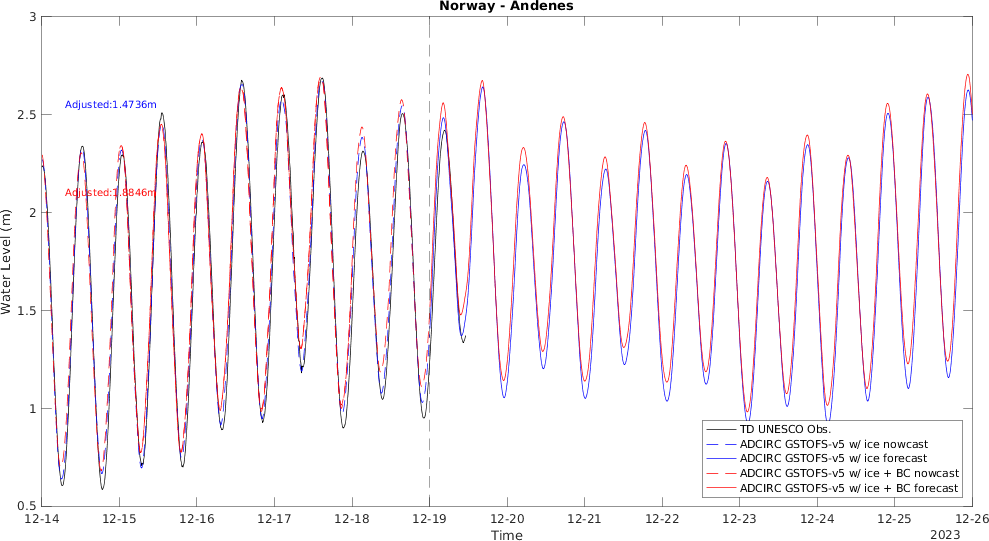 Norway - Andenes
3
2.5
2
1.5
1
0.5
Water Level (m)
Adjusted:1.4736m
Adjusted:1.8846m
TD UNESCO Obs.
ADCIRC GSTOFS-v5 w/ ice nowcast
ADCIRC GSTOFS-v5 w/ ice forecast
ADCIRC GSTOFS-v5 w/ ice + BC nowcast
ADCIRC GSTOFS-v5 w/ ice + BC forecast
12-14 12-15 12-16 12-17 12-18 12-19 12-20 12-21 12-22 12-23 12-24 12-25 12-26
Time
2023